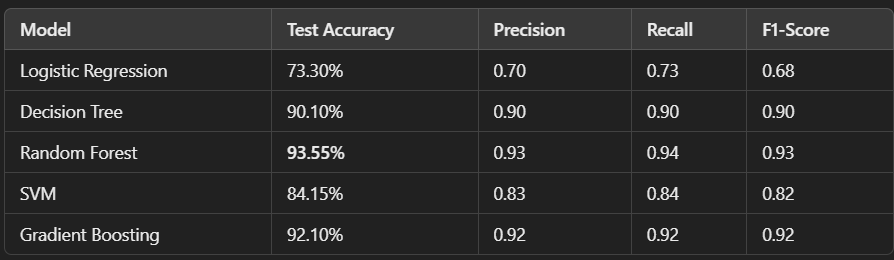 Model Test Accuracy Precision Recall F1-Score
Logistic Regression 73.30% 0.70 0.73 0.68
Decision Tree 90.10% 0.90 0.90 0.90
Random Forest 93.55% 0.93 0.94 0.93
SVM 84.15% 0.83 0.84 0.82
Gradient Boosting 92.10% 0.92 0.92 0.92